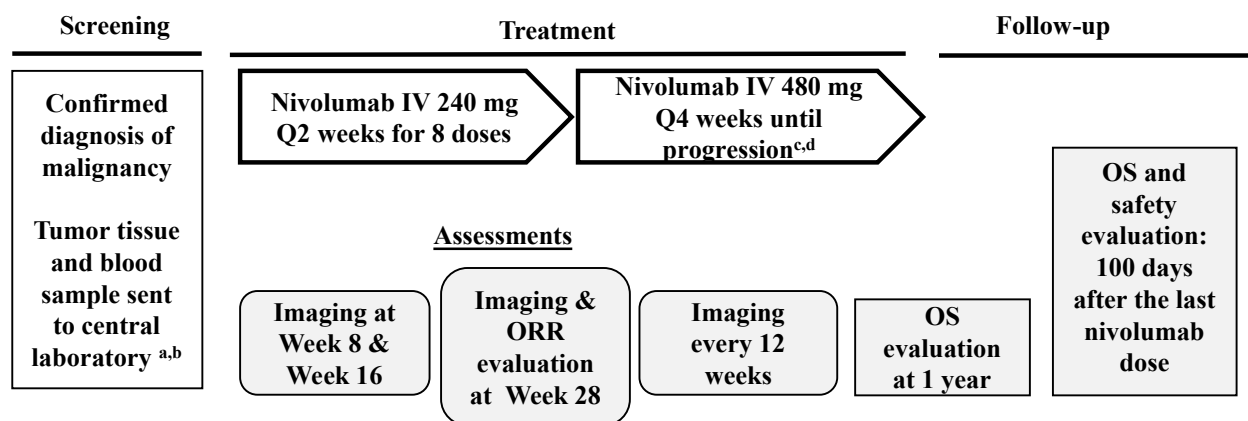 Screening
Treatment
Follow-up
Confirmed
diagnosis of
malignancy
Tumor tissue
and blood
sample sent
to central
laboratory a,b
Nivolumab IV 240 mg
Q2 weeks for 8 doses
Nivolumab IV 480 mg
Q4 weeks until
progressionc,d
Assessments
Imaging at
Week 8 &
Week 16
Imaging &
ORR
evaluation
at Week 28
Imaging
every 12
weeks
OS
evaluation
at 1 year
OS and
safety
evaluation:
100 days
after the last
nivolumab
dose